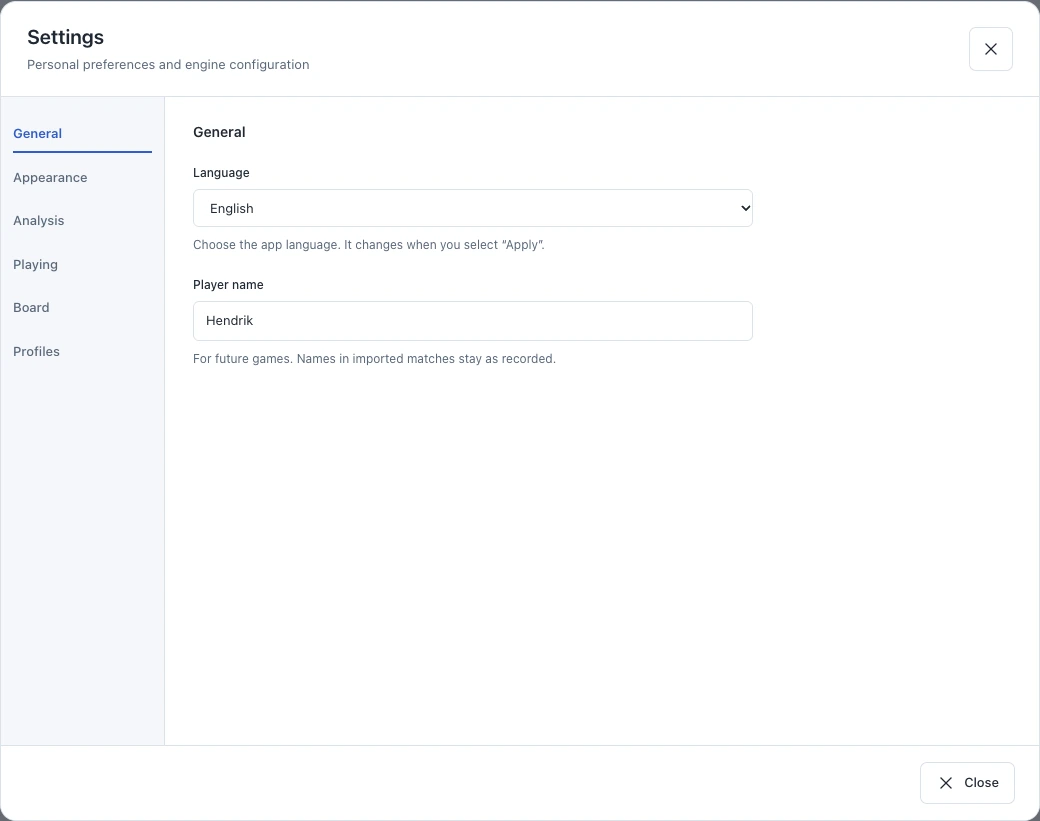 Settings
Personal preferences and engine configuration
General
Appearance
Analysis
Playing
Board
Profiles
General
Language
English
Choose the app language. It changes when you select “Apply”.
Player name
Hendrik
For future games. Names in imported matches stay as recorded.
Close